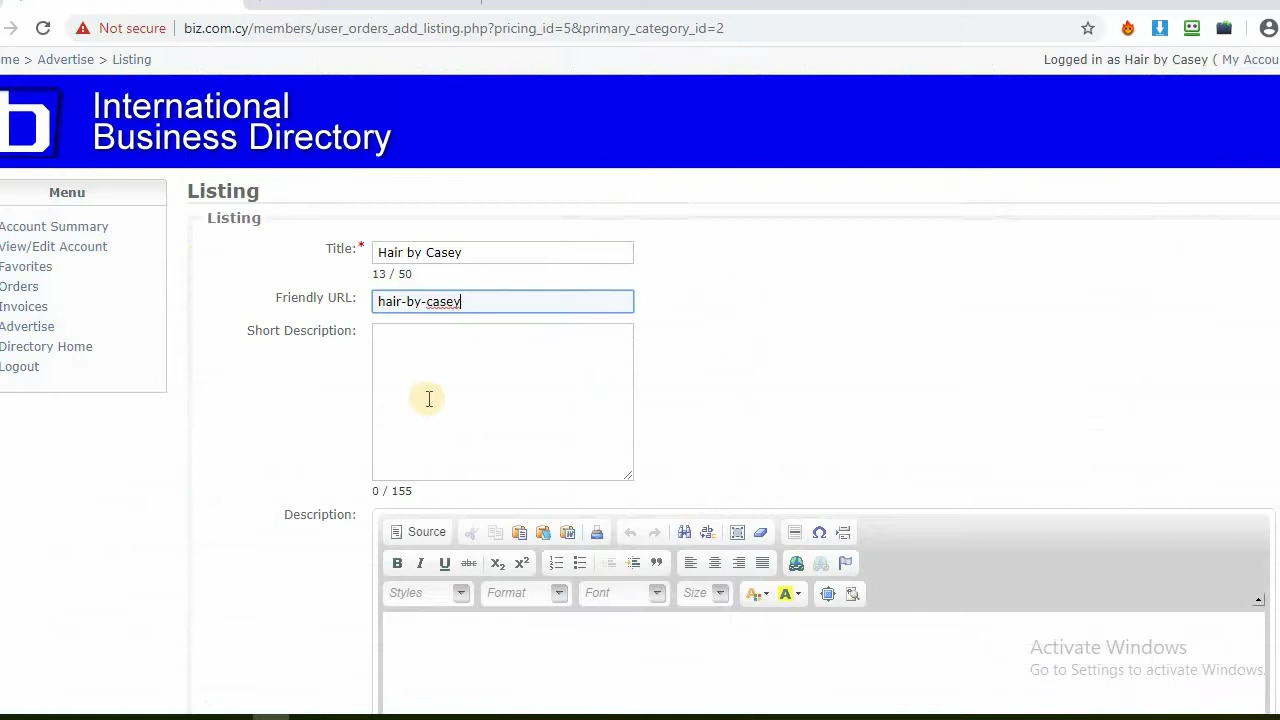 Not secure biz.com.cy/members/user_orders_add_listing.php?pricing_id=5&primary_category_id=2
me > Advertise > Listing
Logged in as Hair by Casey ( My Accou
b International
Business Directory
Menu
Account Summary
View/Edit Account
Favorites
Orders
Invoices
Advertise
Directory Home
Logout
Listing
Listing
Title:* Hair by Casey
13 / 50
Friendly URL: hair-by-casey
Short Description:
0 / 155
Description:
Source
B I U abc X2 X2
Styles Format Font Size A A
Activate Windows
Go to Settings to activate Windows.